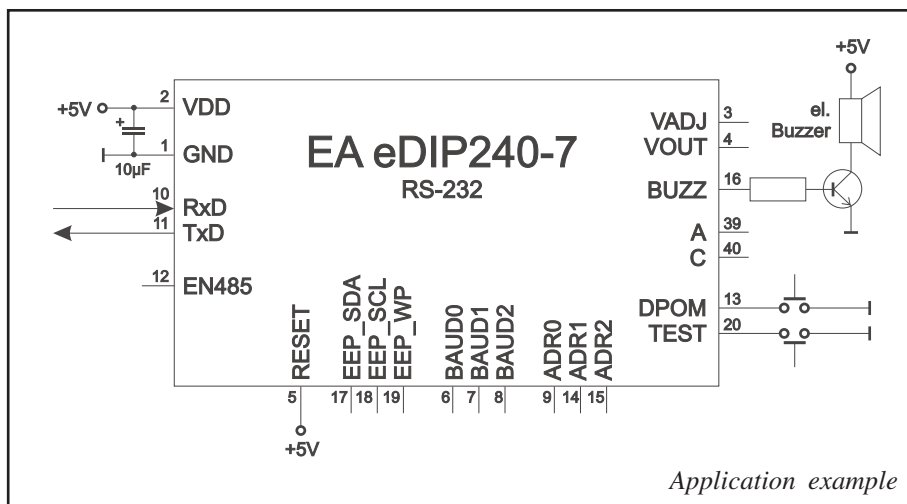 +5V
2
VDD
+
10µF
1
GND
10
RxD
11
TxD
12
EN485
EA eDIP240-7
RS-232
VADJ
3
VOUT
4
BUZZ
16
A
39
C
40
DPOM
13
TEST
20
+5V
el.
Buzzer
RESET
EEP_SDA
EEP_SCL
EEP_WP
BAUD0
BAUD1
BAUD2
ADR0
ADR1
ADR2
5
17
18
19
6
7
8
9
14
15
+5V
Application example